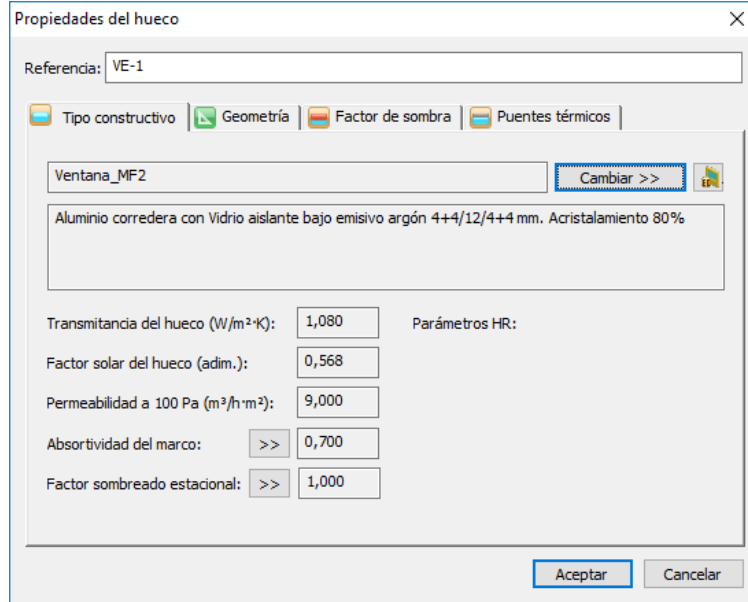 Propiedades del hueco
Referencia: VE-1
Tipo constructivo Geometría Factor de sombra Puentes térmicos
Ventana_MF2 Cambiar >>
Aluminio corredera con Vidrio aislante bajo emisivo argón 4+4/12/4+4 mm. Acristalamiento 80%
Transmitancia del hueco (W/m²·K): 1,080 Parámetros HR:
Factor solar del hueco (adim.): 0,568
Permeabilidad a 100 Pa (m³/h·m²): 9,000
Absortividad del marco: >> 0,700
Factor sombreado estacional: >> 1,000
Aceptar Cancelar